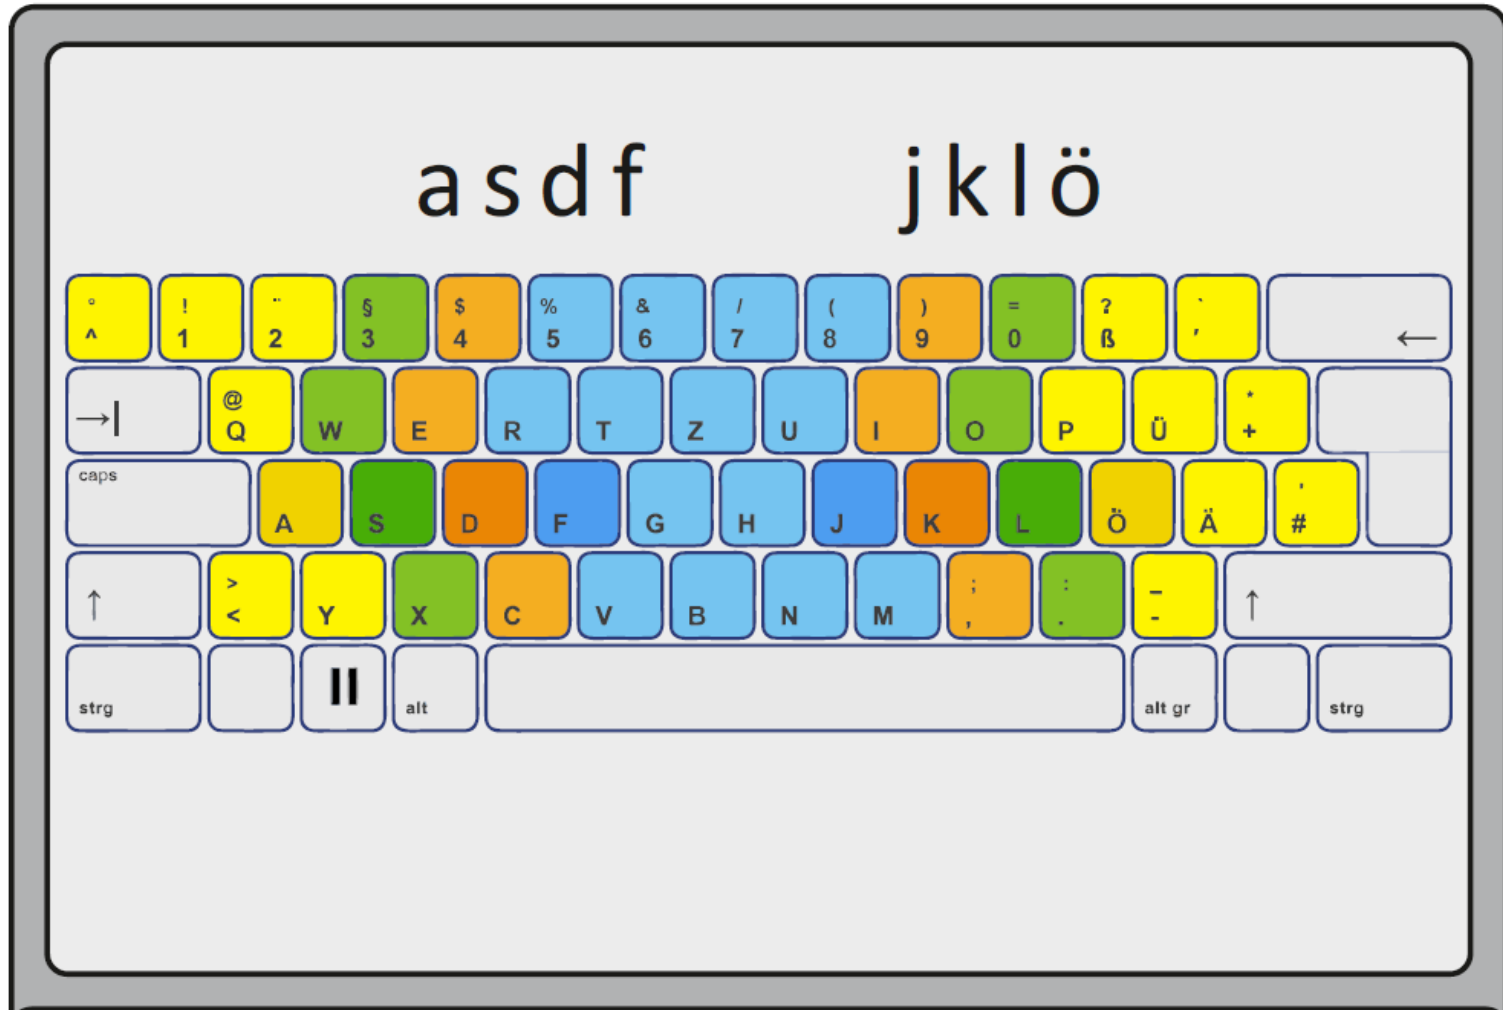 asdf jklö
° ! ¨ § $ % & / ( ) = ? `
^ 1 2 3 4 5 6 7 8 9 0 ß ′ ←
→| @ *
Q W E R T Z U I O P Ü +
caps '
A S D F G H J K L Ö Ä #
↑ > ; : _ ↑
< Y X C V B N M , . -
strg alt alt gr strg